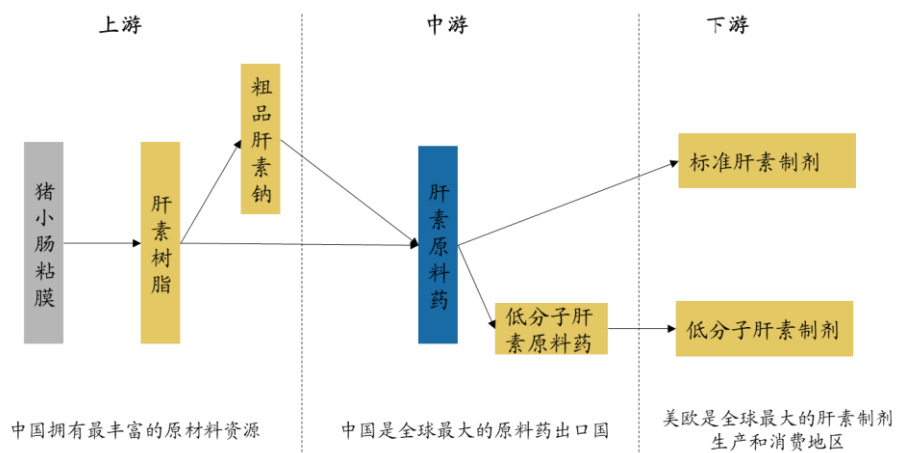 上游
中游
下游
粗品肝素钠
猪小肠粘膜
肝素树脂
肝素原料药
标准肝素制剂
低分子肝
素原料药
低分子肝素制剂
中国拥有最丰富的原材料资源
中国是全球最大的原料药出口国
美欧是全球最大的肝素制剂
生产和消费地区